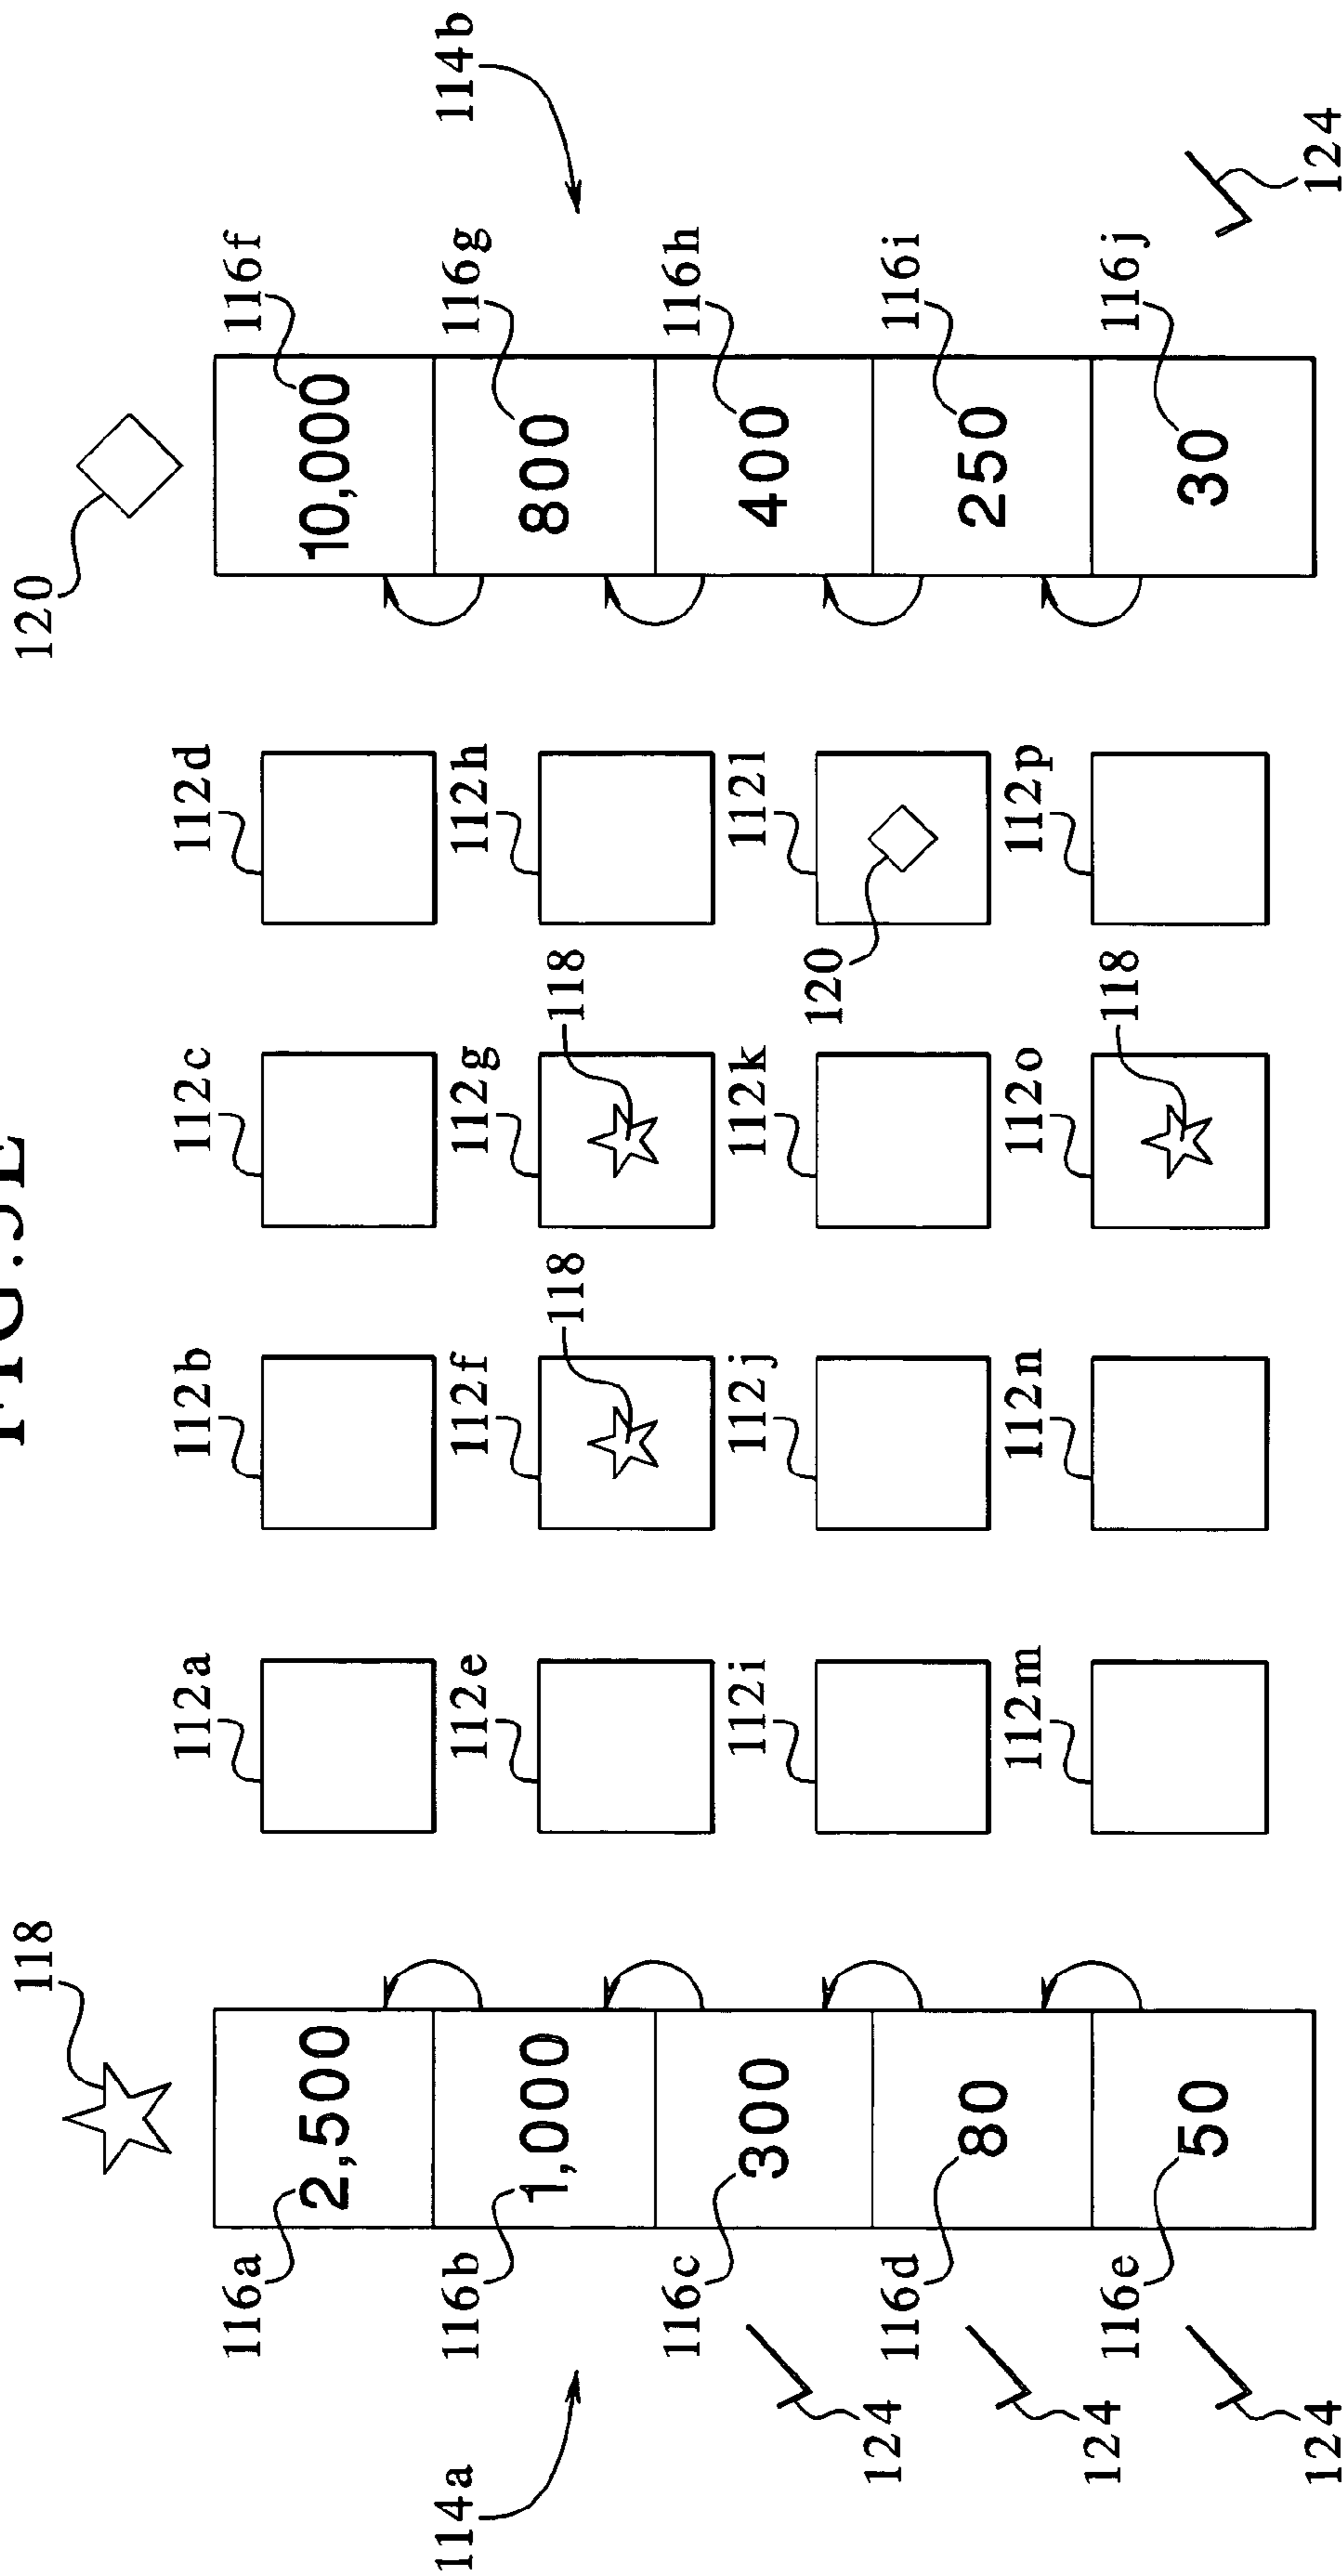 118 120
112a 112b 112c 112d
116a 116f
2,500 10,000
114a 116b 112e 112f 112g 112h 116g 114b
1,000 118 118 800
116c 116h
112i 112j 112k 112l
300 400
120
124 116d 116i
80 250
112m 112n 112o 112p
124 116e 118 116j
50 30
124 124